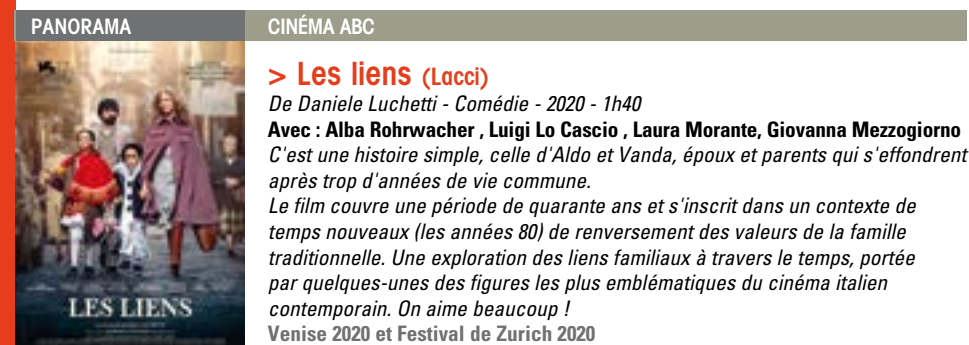 PANORAMA
CINÉMA ABC
> Les liens (Lacci)
De Daniele Luchetti - Comédie - 2020 - 1h40
Avec : Alba Rohrwacher , Luigi Lo Cascio , Laura Morante, Giovanna Mezzogiorno
C'est une histoire simple, celle d'Aldo et Vanda, époux et parents qui s'effondrent
après trop d'années de vie commune.
Le film couvre une période de quarante ans et s'inscrit dans un contexte de
temps nouveaux (les années 80) de renversement des valeurs de la famille
traditionnelle. Une exploration des liens familiaux à travers le temps, portée
par quelques-unes des figures les plus emblématiques du cinéma italien
contemporain. On aime beaucoup !
Venise 2020 et Festival de Zurich 2020
LES LIENS